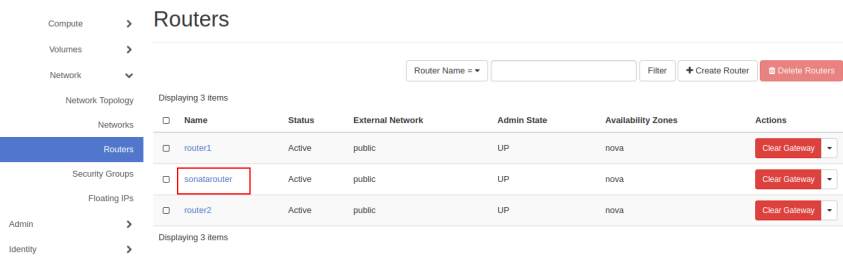 Routers
Compute
Volumes
Network
Network Topology
Networks
Routers
Security Groups
Floating IPs
Admin
Identity
Router Name = Filter Create Router Delete Routers
Displaying 3 items
Name Status External Network Admin State Availability Zones Actions
router1 Active public UP nova Clear Gateway
sonatarouter Active public UP nova Clear Gateway
router2 Active public UP nova Clear Gateway
Displaying 3 items